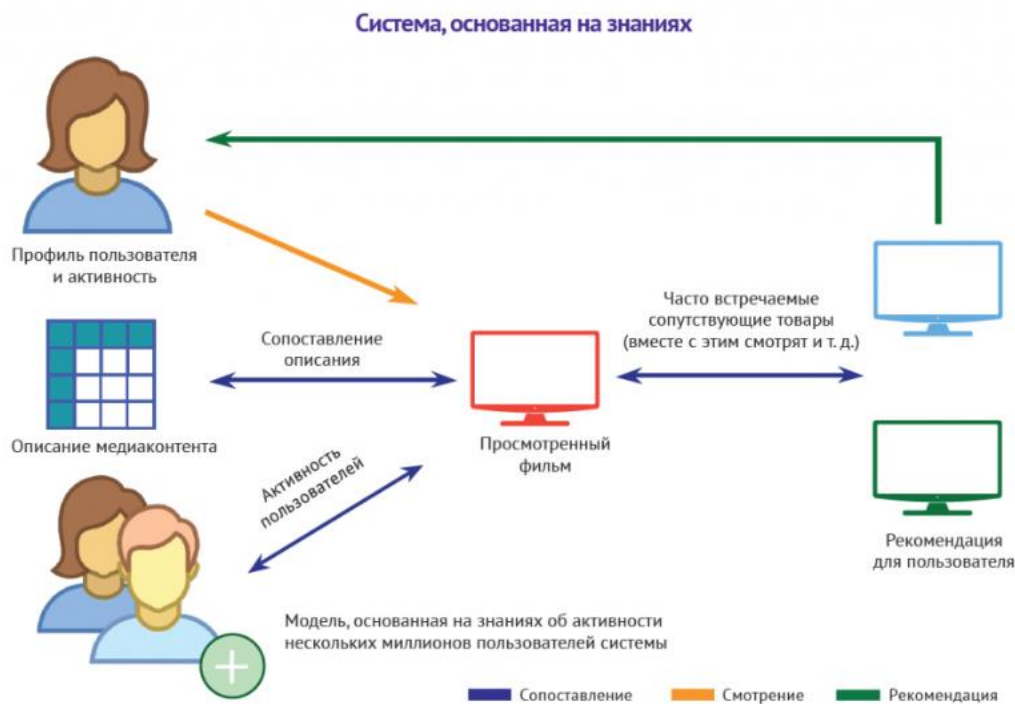 Система, основанная на знаниях
Профиль пользователя
и активность
Сопоставление
описания
Часто встречаемые
сопутствующие товары
(вместе с этим смотрят и т. д.)
Описание медиаконтента
Просмотренный
фильм
Активность
пользователей
Рекомендация
для пользователя
Модель, основанная на знаниях об активности
нескольких миллионов пользователей системы
Сопоставление
Смотрение
Рекомендация